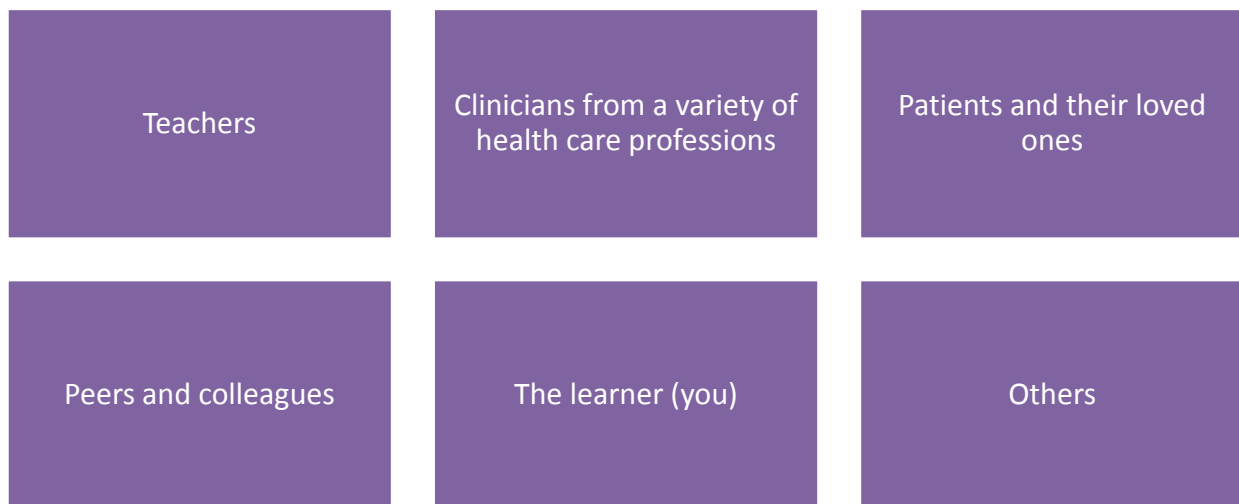 Teachers
Clinicians from a variety of
health care professions
Patients and their loved
ones
Peers and colleagues
The learner (you)
Others